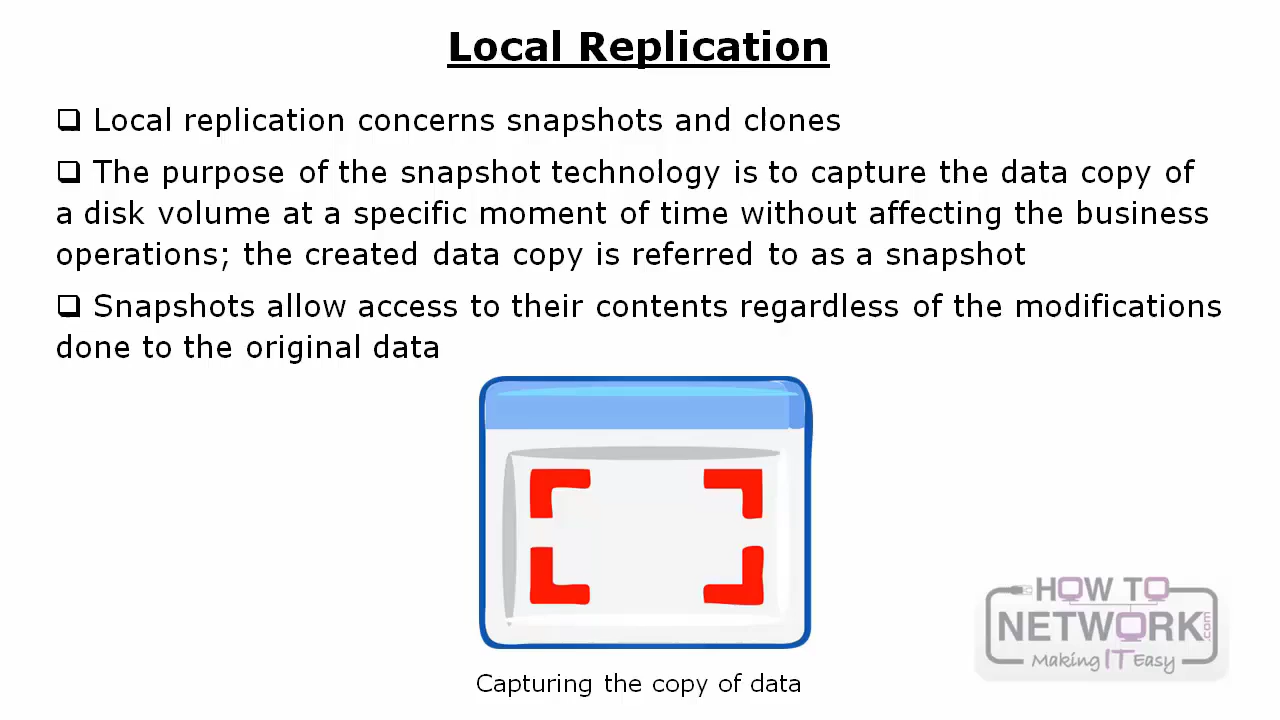 Local Replication
❑ Local replication concerns snapshots and clones
❑ The purpose of the snapshot technology is to capture the data copy of
a disk volume at a specific moment of time without affecting the business
operations; the created data copy is referred to as a snapshot
❑ Snapshots allow access to their contents regardless of the modifications
done to the original data
Capturing the copy of data
HOW TO
NETWORK.com
Making IT Easy